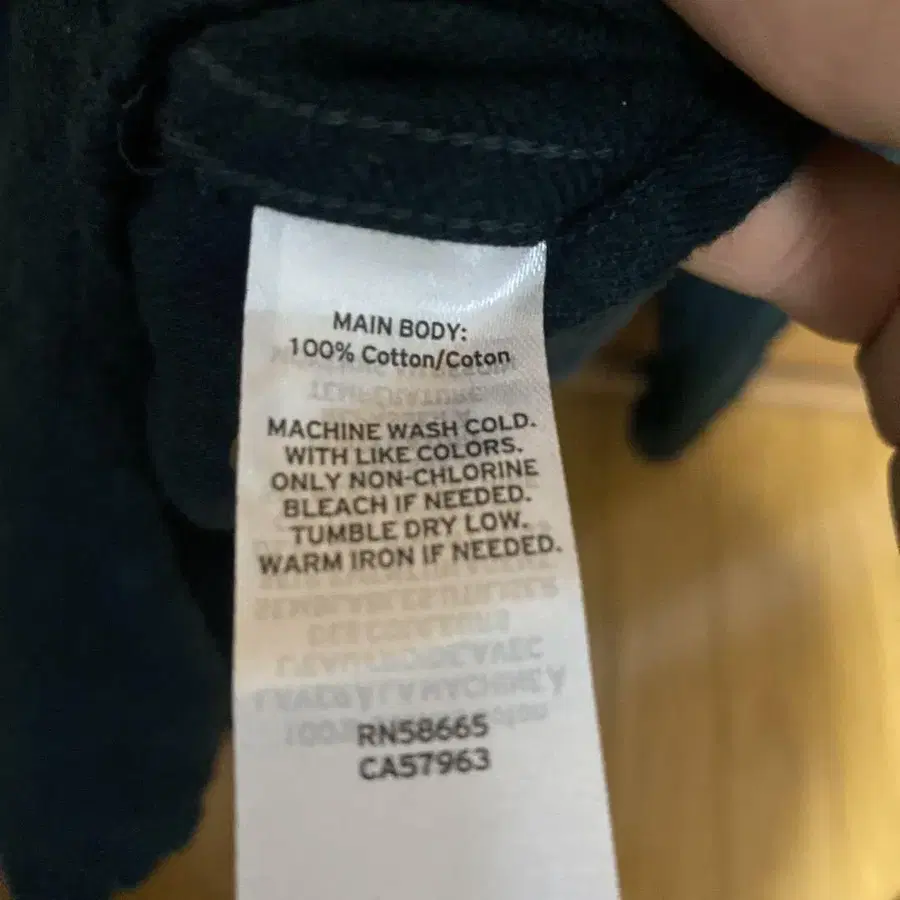 MAIN BODY:
100% Cotton/Coton
MACHINE WASH COLD.
WITH LIKE COLORS.
ONLY NON-CHLORINE
BLEACH IF NEEDED.
TUMBLE DRY LOW.
WARM IRON IF NEEDED.
RN58665
CA57963